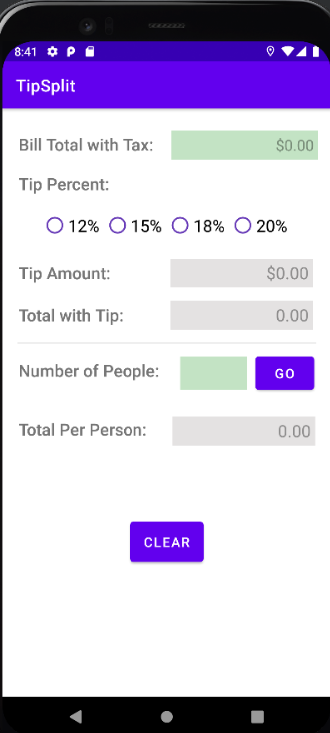 8:41
TipSplit
Bill Total with Tax: $0.00
Tip Percent:
12% 15% 18% 20%
Tip Amount: $0.00
Total with Tip: 0.00
Number of People: GO
Total Per Person: 0.00
CLEAR